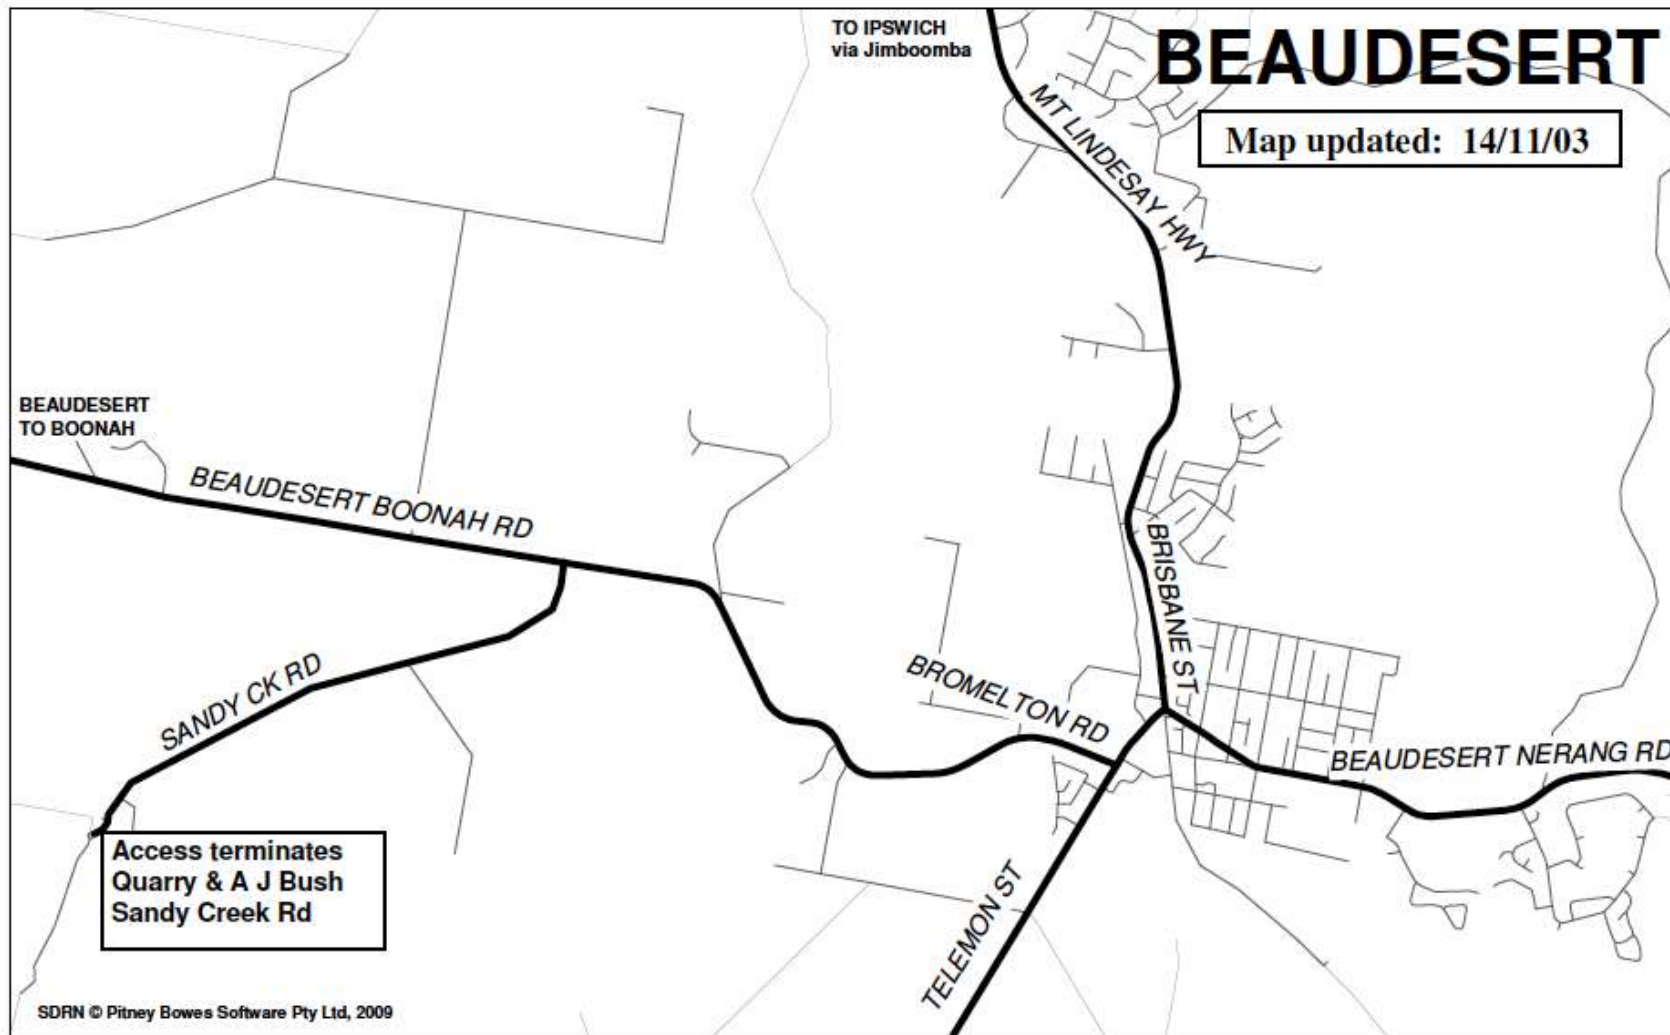 TO IPSWICH
via Jimboomba
BEAUDESERT
Map updated: 14/11/03
MT LINDESAY HWY
BEAUDESERT
TO BOONAH
BEAUDESERT BOONAH RD
BRISBANE ST
SANDY CK RD
BROMELTON RD
BEAUDESERT NERANG RD
Access terminates
Quarry & A J Bush
Sandy Creek Rd
TELEMON ST
SDRN © Pitney Bowes Software Pty Ltd, 2009